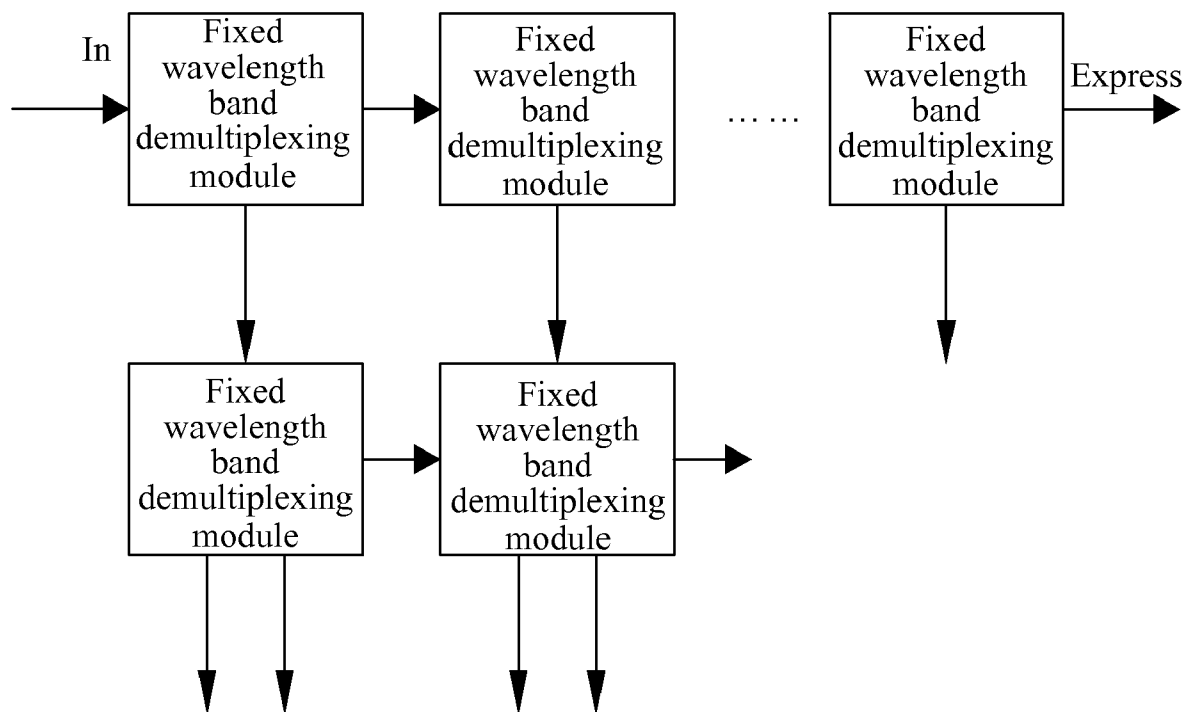 In
Fixed
wavelength
band
demultiplexing
module
Fixed
wavelength
band
demultiplexing
module
... ...
Fixed
wavelength
band
demultiplexing
module
Express
Fixed
wavelength
band
demultiplexing
module
Fixed
wavelength
band
demultiplexing
module